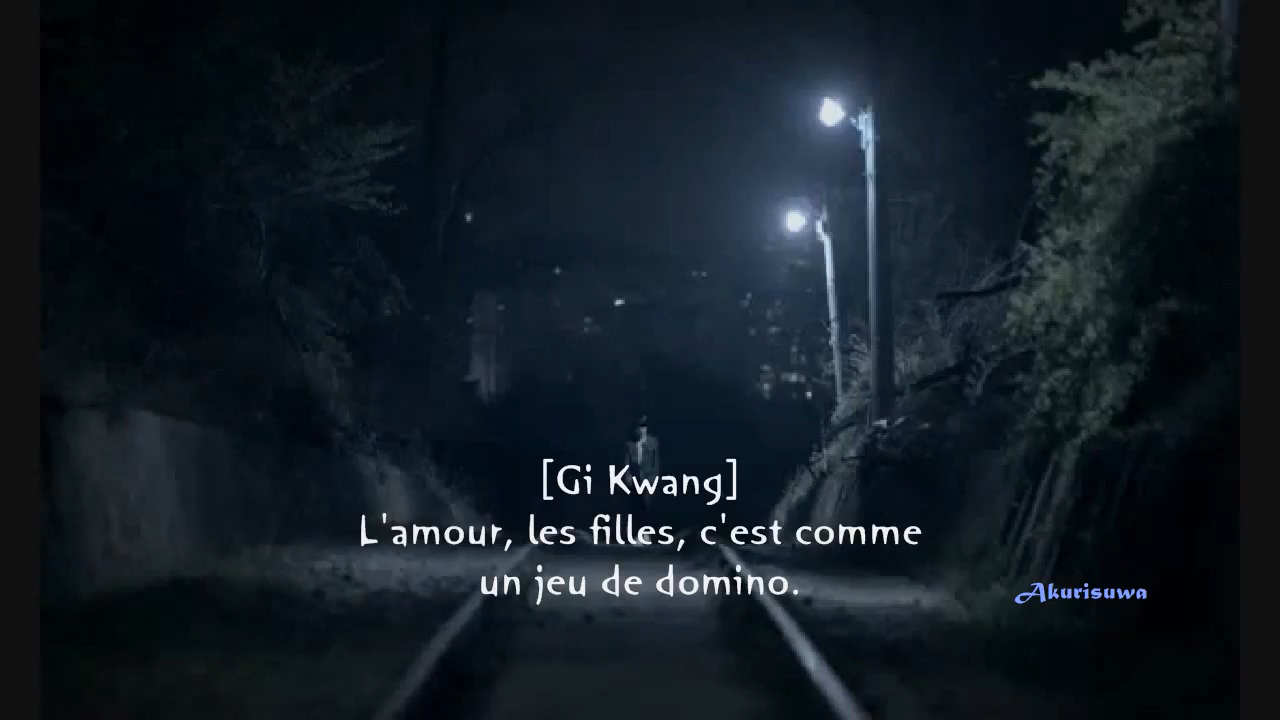 [Gi Kwang]
L'amour, les filles, c'est comme
un jeu de domino.
Akurisuwa